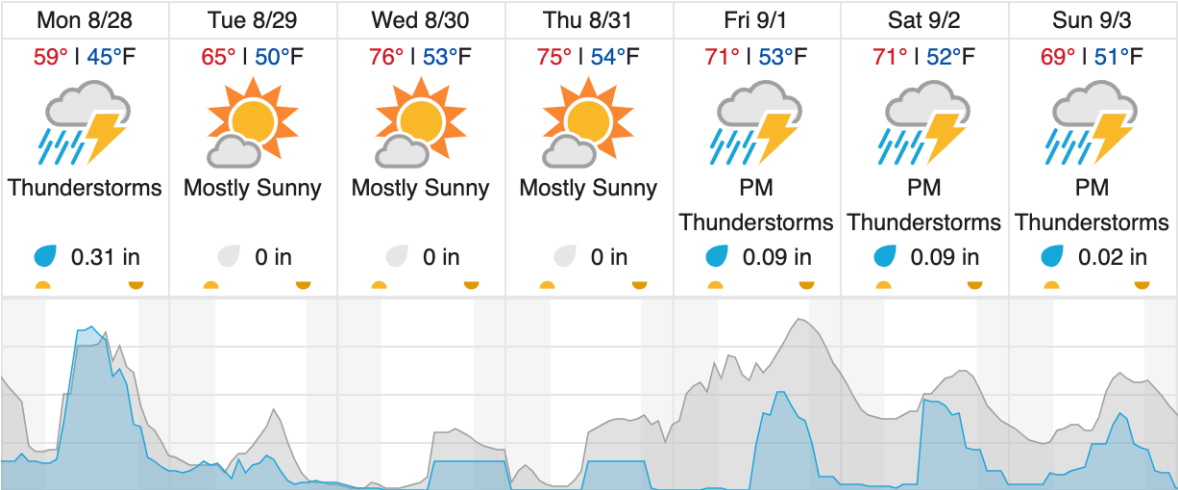 Mon 8/28 Tue 8/29 Wed 8/30 Thu 8/31 Fri 9/1 Sat 9/2 Sun 9/3
59° | 45°F 65° | 50°F 76° | 53°F 75° | 54°F 71° | 53°F 71° | 52°F 69° | 51°F
Thunderstorms Mostly Sunny Mostly Sunny Mostly Sunny PM PM PM
Thunderstorms Thunderstorms Thunderstorms
0.31 in 0 in 0 in 0 in 0.09 in 0.09 in 0.02 in